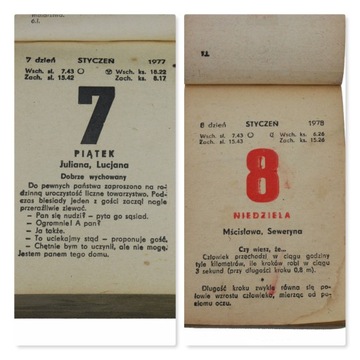 7 dzień STYCZEŃ 1977
Wsch. sł. 7.43 Wsch. ks. 18.22
Zach. sł. 15.42 Zach. ks. 8.17
7
PIĄTEK
Juliana, Lucjana
Dobrze wychowany
Do pewnych państwa zaproszono na ro-
dzinną uroczystość liczne towarzystwo. Pod-
czas biesiady jeden z gości zaczął nagle
przeraźliwie ziewać.
— Pan się nudzi? — pyta go sąsiad.
— Ogromnie! A pan?
— Ja także.
— To uciekajmy stąd — proponuje gość.
— Chętnie bym to uczynił, ale nie mogę.
Jestem panem tego domu.
8 dzień STYCZEŃ 1978
Wsch. sł. 7.43 Wsch. ks. 6.26
Zach. sł. 15.43 Zach. ks. 15.26
8
NIEDZIELA
Mścisława, Seweryna
Czy wiesz, że...
Człowiek przechodzi w ciągu godziny
tyle kilometrów, ile kroków robi w ciągu
3 sekund (przy długości kroku 0,8 m).
Długość kroku zwykle równa się po-
łowie wzrostu człowieka, mierząc od po-
ziomu oczu.